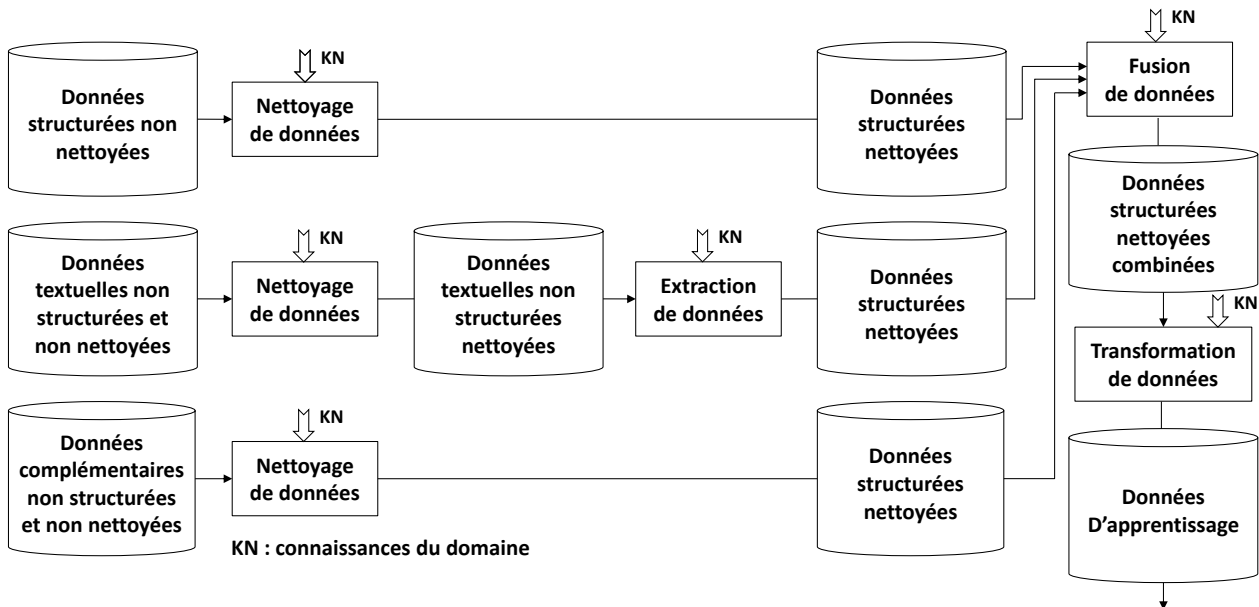 KN
Données
structurées non
nettoyées
KN
Nettoyage
de données
Données
structurées
nettoyées
KN
Fusion
de données
Données
structurées
nettoyées
combinées
Données
textuelles non
structurées et
non nettoyées
KN
Nettoyage
de données
Données
textuelles non
structurées
nettoyées
KN
Extraction
de données
Données
structurées
nettoyées
KN
Transformation
de données
Données
complémentaires
non structurées
et non nettoyées
KN
Nettoyage
de données
Données
structurées
nettoyées
Données
D'apprentissage
KN : connaissances du domaine